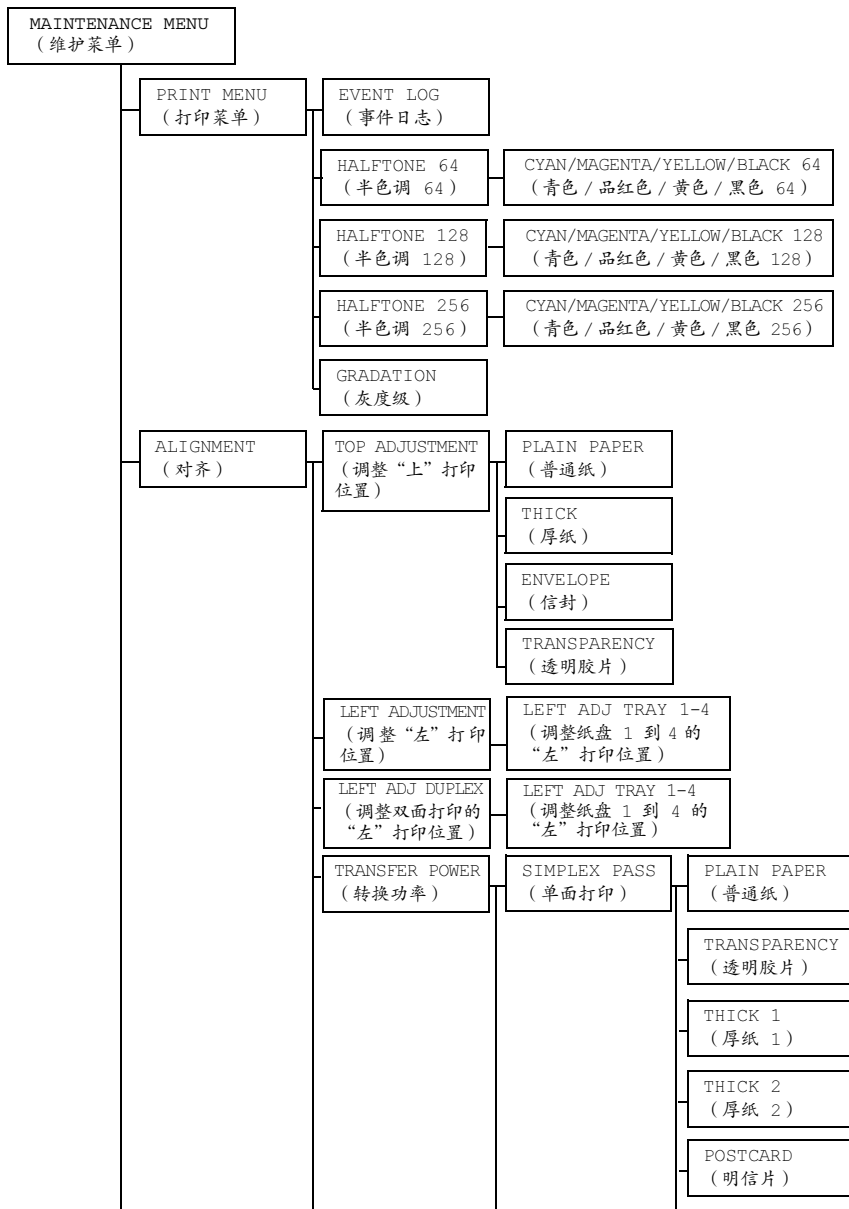 MAINTENANCE MENU
（维护菜单）
PRINT MENU
（打印菜单）
EVENT LOG
（事件日志）
HALFTONE 64
（半色调 64）
CYAN/MAGENTA/YELLOW/BLACK 64
（青色 / 品红色 / 黄色 / 黑色 64）
HALFTONE 128
（半色调 128）
CYAN/MAGENTA/YELLOW/BLACK 128
（青色 / 品红色 / 黄色 / 黑色 128）
HALFTONE 256
（半色调 256）
CYAN/MAGENTA/YELLOW/BLACK 256
（青色 / 品红色 / 黄色 / 黑色 256）
GRADATION
（灰度级）
ALIGNMENT
（对齐）
TOP ADJUSTMENT
（调整“上”打印
位置）
PLAIN PAPER
（普通纸）
THICK
（厚纸）
ENVELOPE
（信封）
TRANSPARENCY
（透明胶片）
LEFT ADJUSTMENT
（调整“左”打印
位置）
LEFT ADJ TRAY 1-4
（调整纸盘 1 到 4 的
“左”打印位置）
LEFT ADJ DUPLEX
（调整双面打印的
“左”打印位置）
LEFT ADJ TRAY 1-4
（调整纸盘 1 到 4 的
“左”打印位置）
TRANSFER POWER
（转换功率）
SIMPLEX PASS
（单面打印）
PLAIN PAPER
（普通纸）
TRANSPARENCY
（透明胶片）
THICK 1
（厚纸 1）
THICK 2
（厚纸 2）
POSTCARD
（明信片）